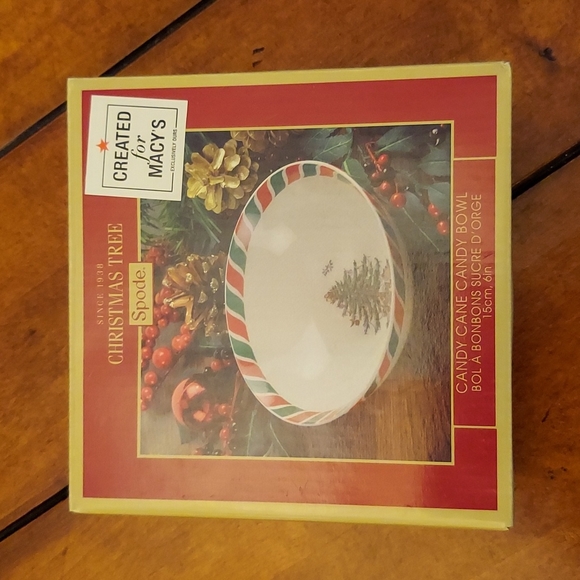 CREATED
for
MACY'S
EXCLUSIVELY OURS
SINCE 1938
CHRISTMAS TREE
Spode.
CANDY CANE CANDY BOWL
BOL A BONBONS SUCRE D'ORGE
15cm, 6in